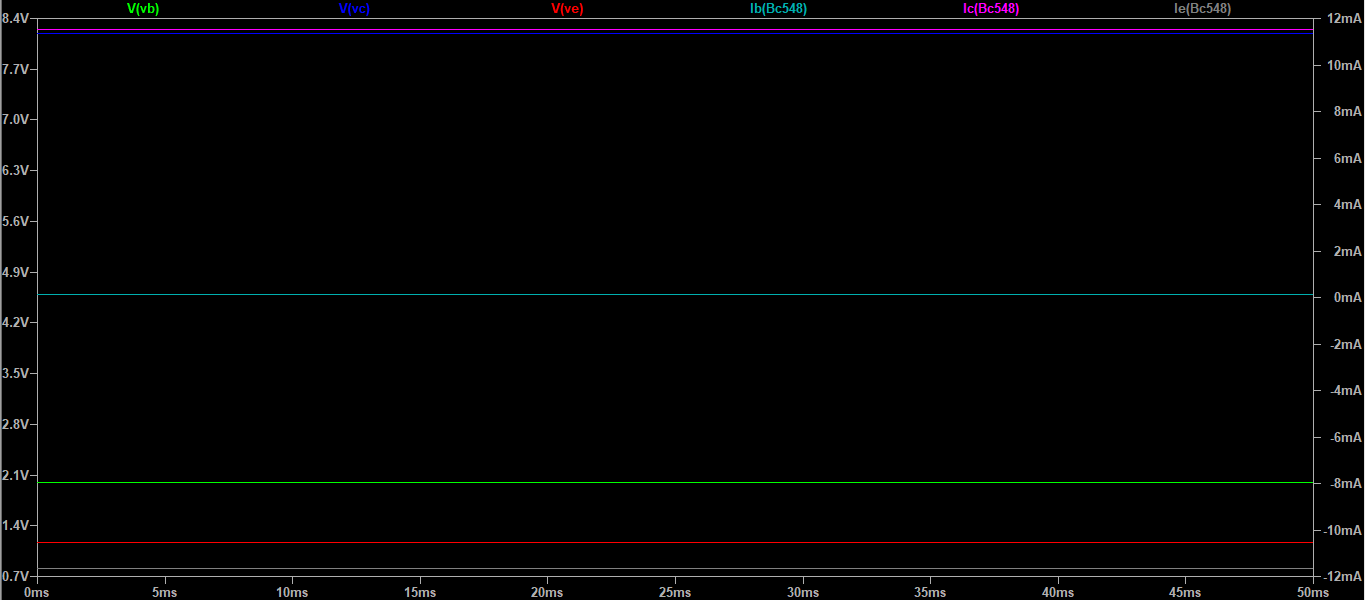 V(vb) V(vc) V(ve) Ib(Bc548) Ic(Bc548) Ie(Bc548)
8.4V 12mA
7.7V 10mA
7.0V 8mA
6.3V 6mA
5.6V 4mA
4.9V 2mA
4.2V 0mA
3.5V -2mA
2.8V -4mA
2.1V -6mA
1.4V -8mA
0.7V -10mA
-12mA
0ms 5ms 10ms 15ms 20ms 25ms 30ms 35ms 40ms 45ms 50ms